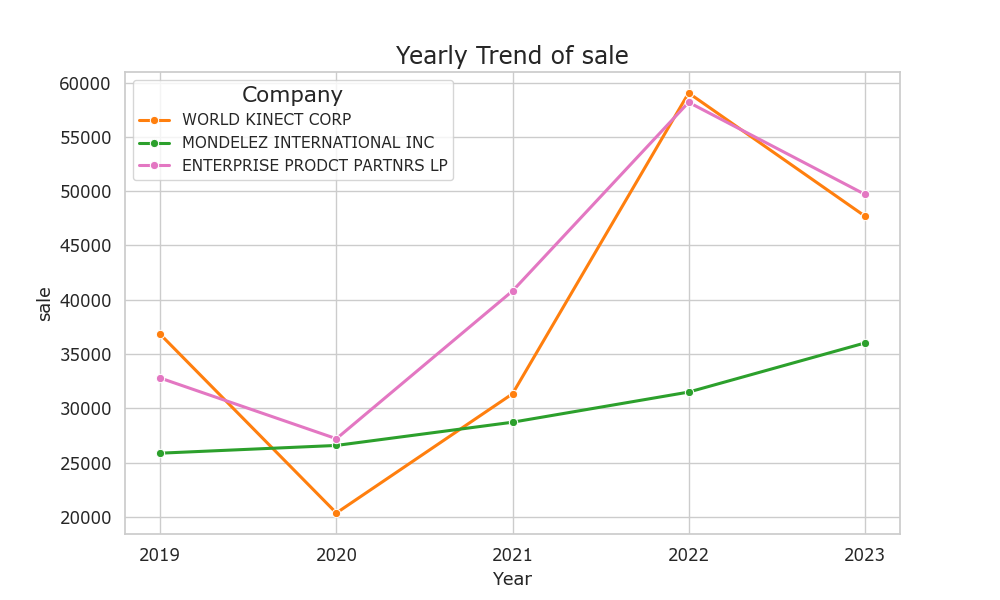 Yearly Trend of sale
Company
WORLD KINECT CORP
MONDELEZ INTERNATIONAL INC
ENTERPRISE PRODCT PARTNRS LP
60000
55000
50000
45000
40000
35000
30000
25000
20000
sale
2019 2020 2021 2022 2023
Year